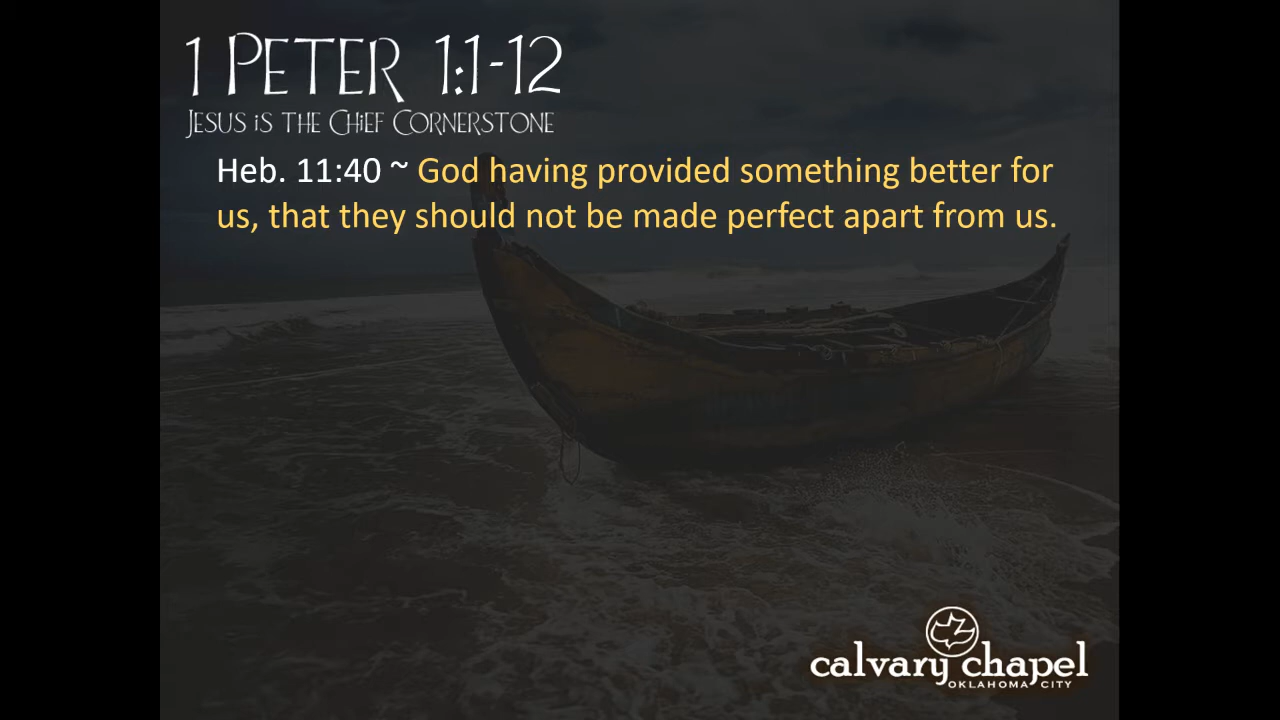 1 Peter 1:1-12
Jesus is the Chief Cornerstone
Heb. 11:40 ~ God having provided something better for
us, that they should not be made perfect apart from us.
calvary chapel
OKLAHOMA CITY